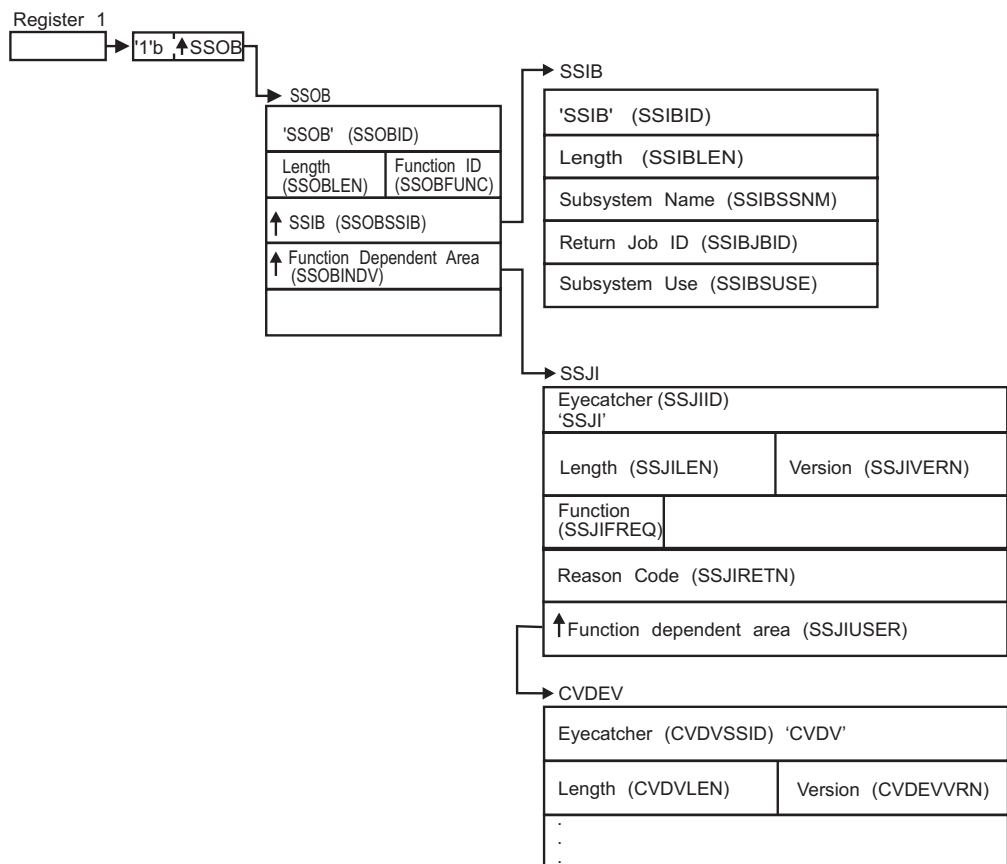 Register 1
'1'b ↑SSOB
SSOB
'SSOB' (SSOBID)
Length
(SSOBLEN)
Function ID
(SSOBFUNC)
↑ SSIB (SSOBSSIB)
↑ Function Dependent Area
(SSOBINDV)
SSIB
'SSIB' (SSIBID)
Length (SSIBLEN)
Subsystem Name (SSIBSSNM)
Return Job ID (SSIBJBID)
Subsystem Use (SSIBSUSE)
SSJI
Eyecatcher (SSJIID)
‘SSJI’
Length (SSJILEN)
Version (SSJIVERN)
Function
(SSJIFREQ)
Reason Code (SSJIRETN)
↑Function dependent area (SSJIUSER)
CVDEV
Eyecatcher (CVDVSSID) ‘CVDV’
Length (CVDVLEN)
Version (CVDEVVRN)
.
.
.